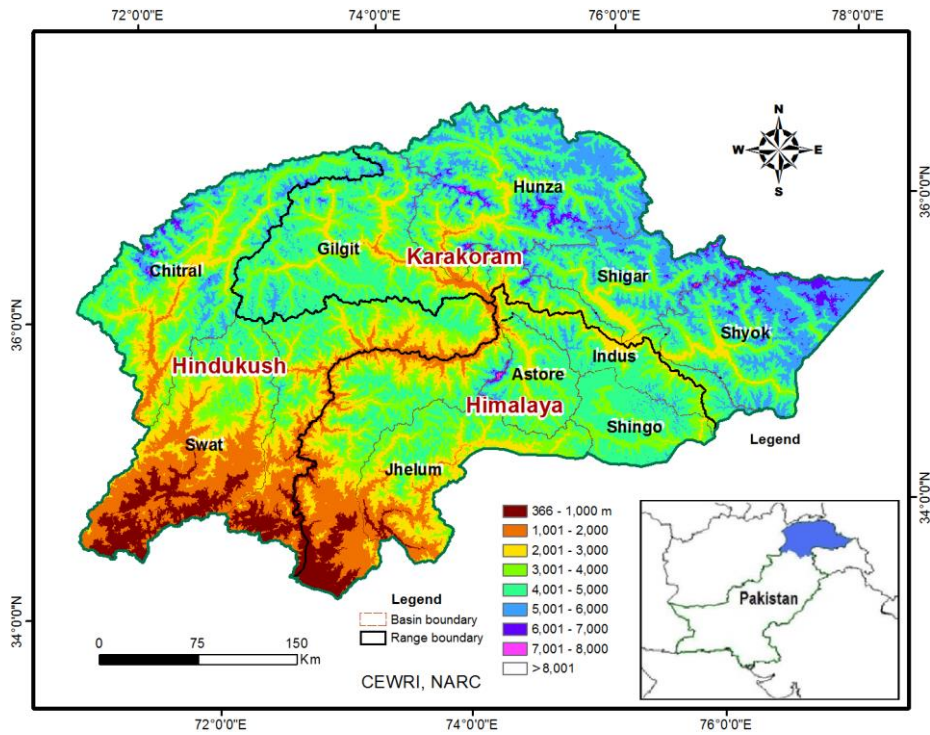 72°0'0"E 74°0'0"E 76°0'0"E 78°0'0"E
N
W E
S
36°0'0"N
36°0'0"N
34°0'0"N
34°0'0"N
Hunza
Gilgit
Karakoram
Chitral
Shigar
Shyok
Hindukush
Indus
Astore
Himalaya
Shingo
Swat
Jhelum
Legend
366 - 1,000 m
1,001 - 2,000
2,001 - 3,000
3,001 - 4,000
4,001 - 5,000
5,001 - 6,000
6,001 - 7,000
7,001 - 8,000
>8,001
Legend
Basin boundary
Range boundary
0 75 150
Km
CEWRI, NARC
Pakistan
72°0'0"E 74°0'0"E 76°0'0"E